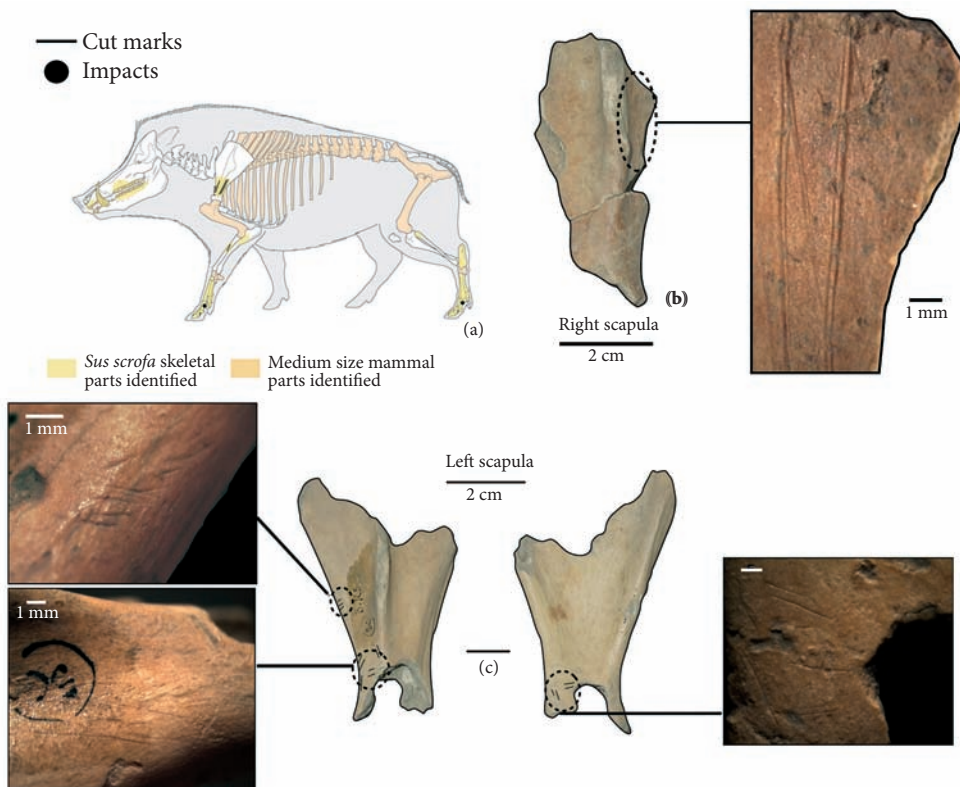 Cut marks
Impacts
(a)
Sus scrofa skeletal
parts identified
Medium size mammal
parts identified
(b)
Right scapula
2 cm
1 mm
1 mm
Left scapula
2 cm
1 mm
(c)